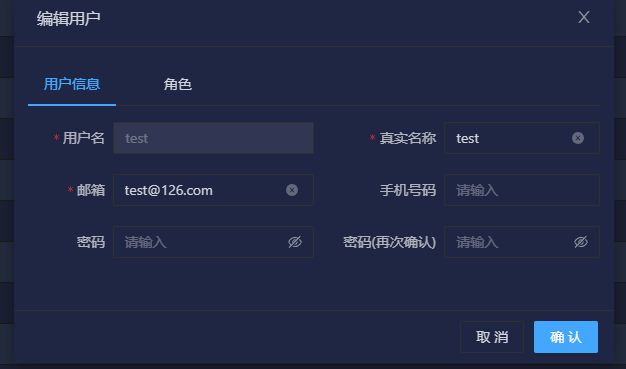 编辑用户
用户信息 角色
* 用户名 test * 真实名称 test
* 邮箱 test@126.com 手机号码 请输入
密码 请输入 密码(再次确认) 请输入
取 消 确 认